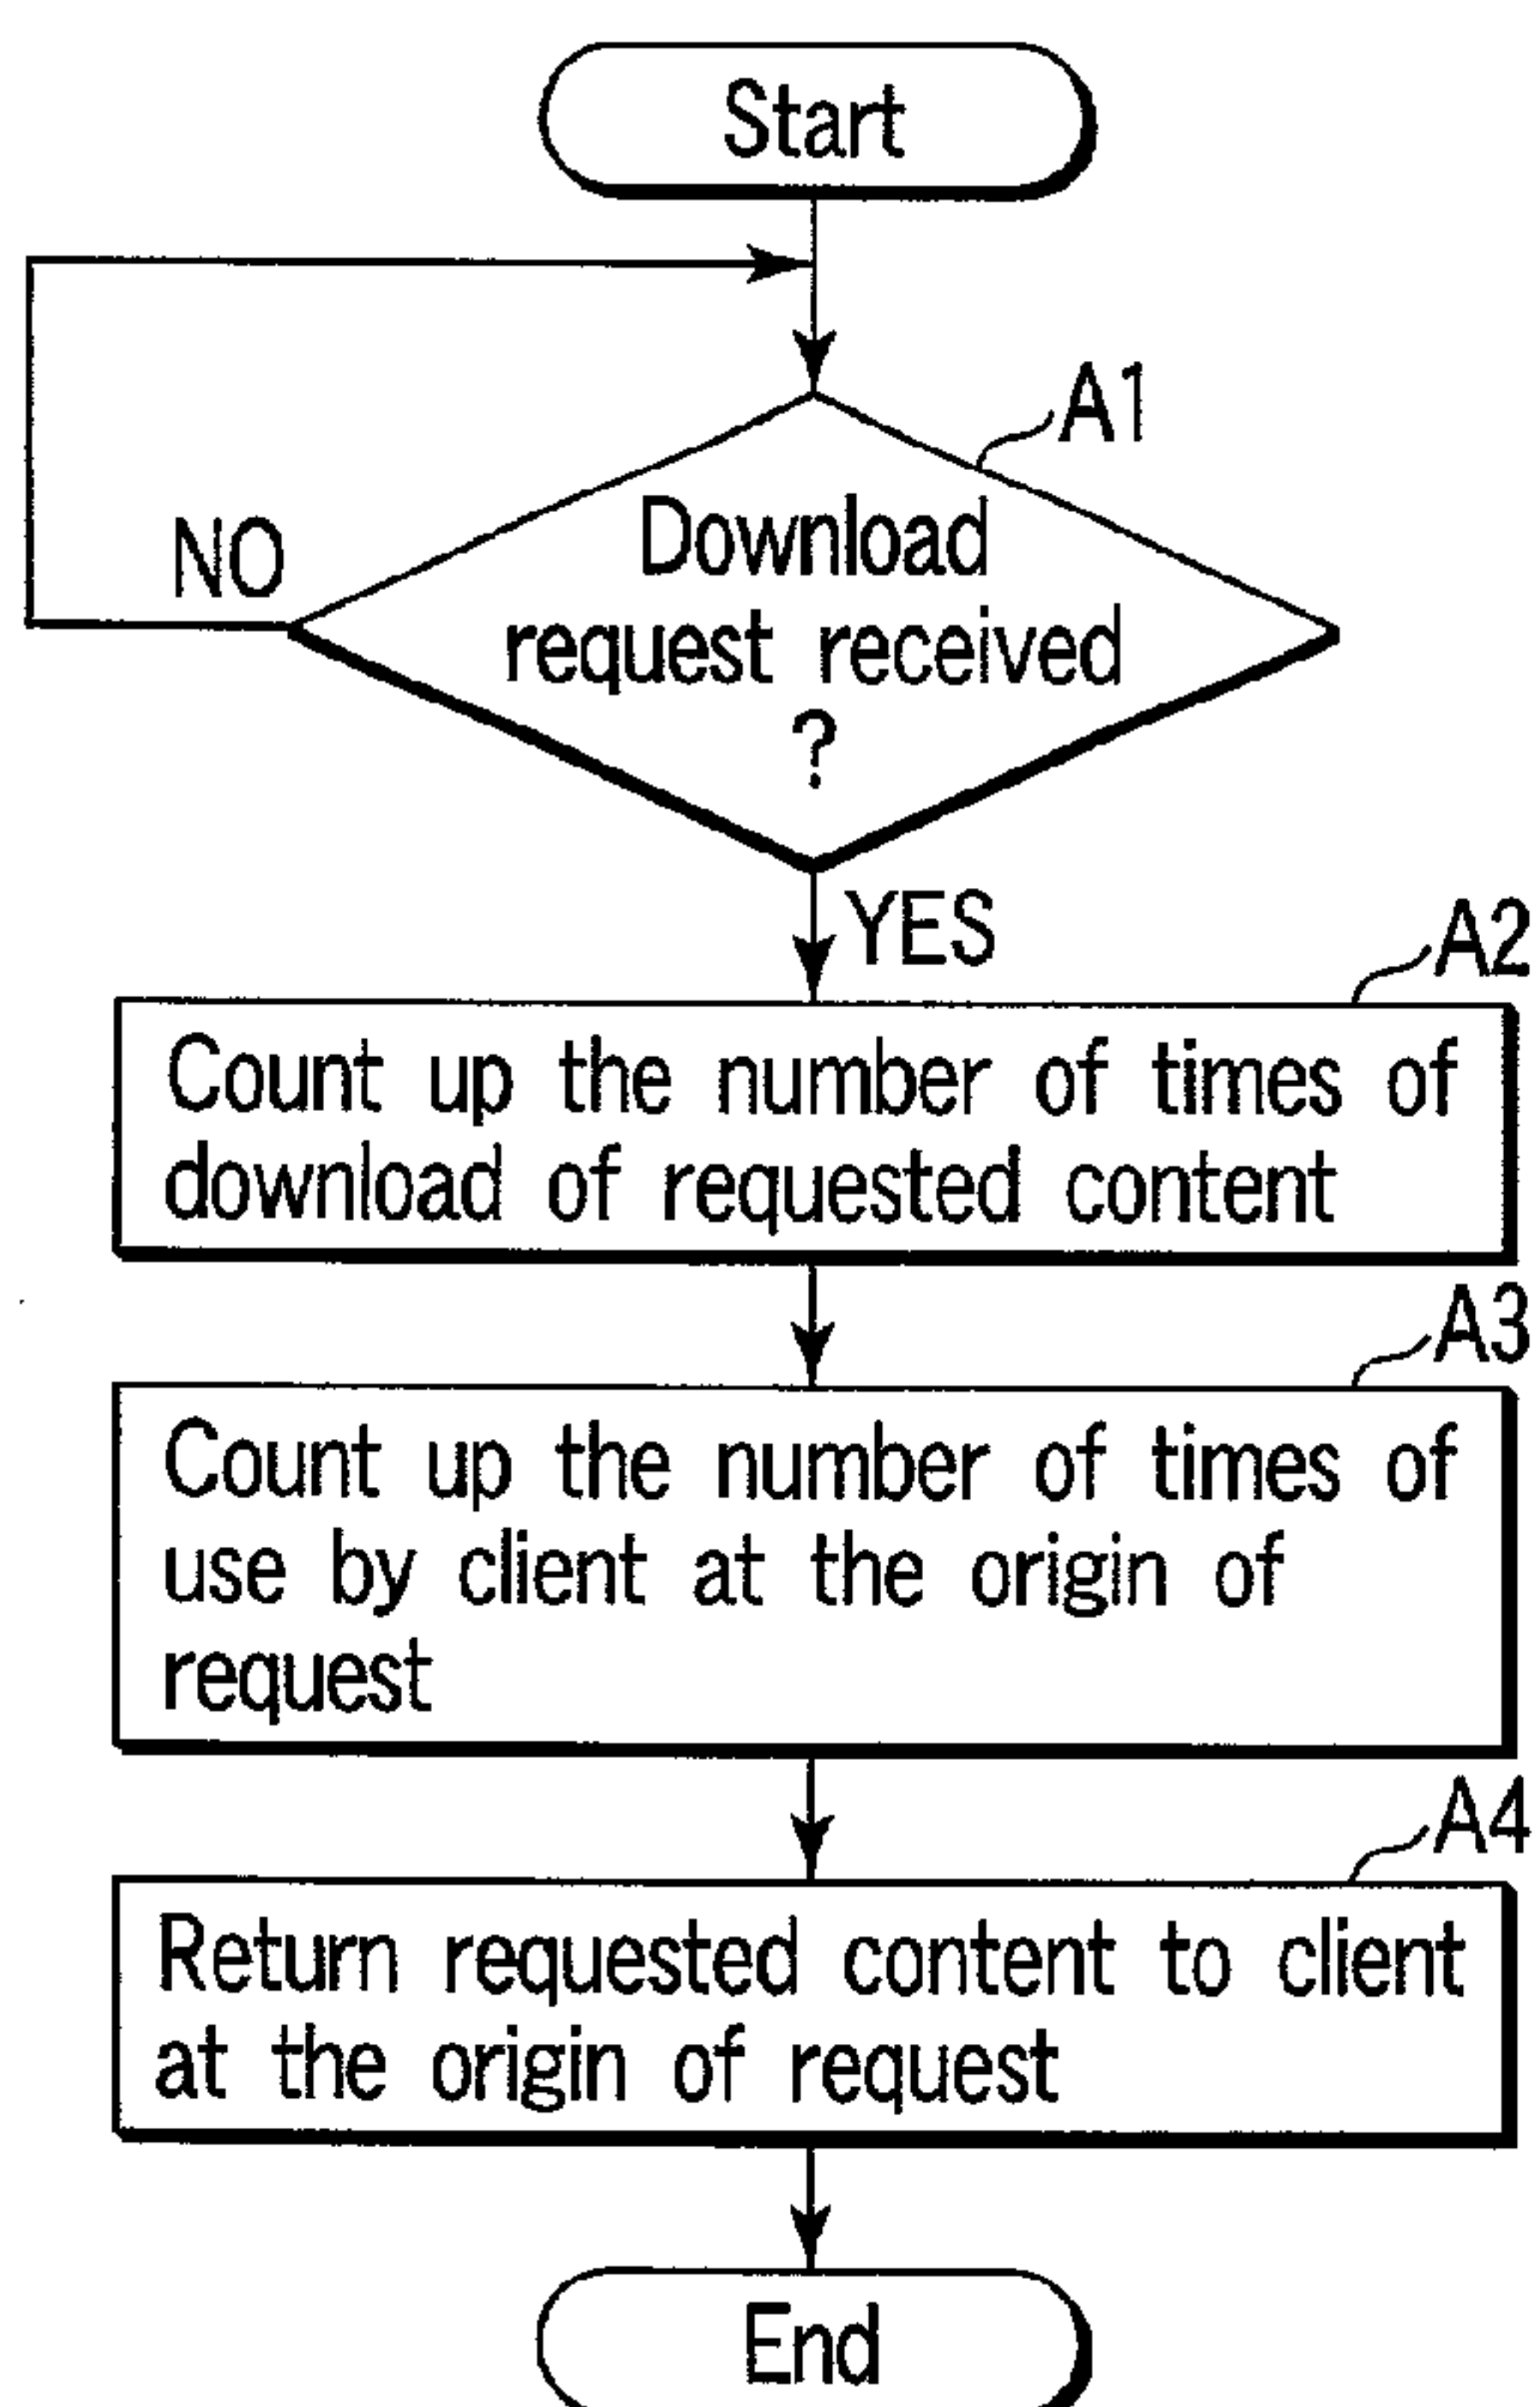 Start
A1
Download
request received
?
NO
YES
A2
Count up the number of times of
download of requested content
A3
Count up the number of times of
use by client at the origin of
request
A4
Return requested content to client
at the origin of request
End